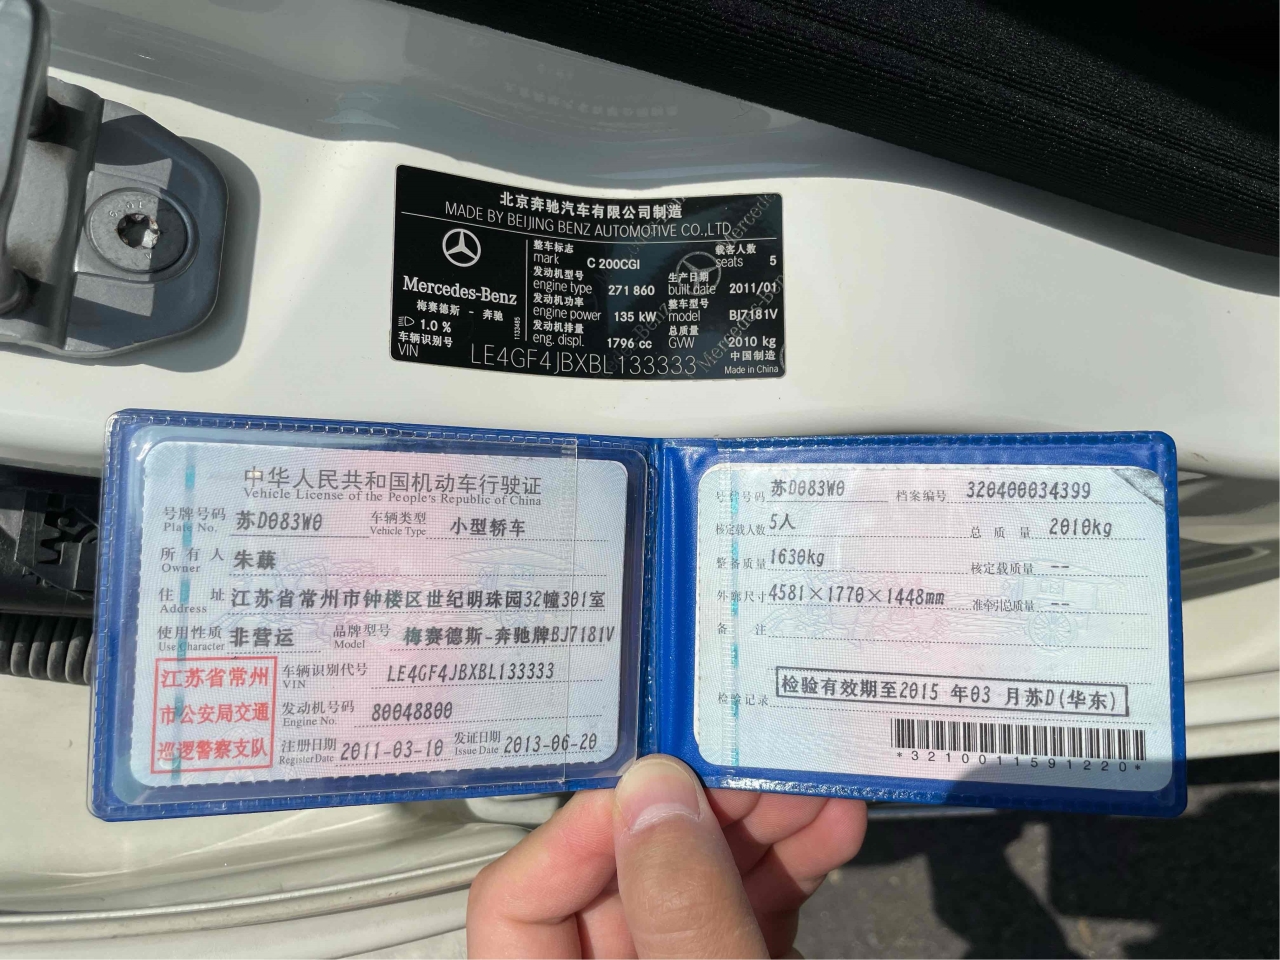 北京奔驰汽车有限公司制造
MADE BY BEIJING BENZ AUTOMOTIVE CO.,LTD.
Mercedes-Benz
梅赛德斯 - 奔驰
1.0 %
1133485
整车标志
mark C 200CGI
载客人数
seats 5
发动机型号
engine type 271 860
生产日期
built date 2011/01
发动机功率
engine power 135 kW
整车型号
model BJ7181V
发动机排量
eng. displ. 1796 cc
总质量
GVW 2010 kg
车辆识别号
VIN LE4GF4JBXBL133333
中国制造
Made in China
中华人民共和国机动车行驶证
Vehicle License of the People's Republic of China
号牌号码 苏D083W0 车辆类型 小型轿车
Plate No. Vehicle Type
所有人 朱蕻
Owner
住址 江苏省常州市钟楼区世纪明珠园32幢301室
Address
使用性质 非营运 品牌型号 梅赛德斯-奔驰牌BJ7181V
Use Character Model
江苏省常州
市公安局交通
巡逻警察支队
车辆识别代号 LE4GF4JBXBL133333
VIN
发动机号码 80048800
Engine No.
注册日期 2011-03-10 发证日期 2013-06-20
Register Date Issue Date
号牌号码 苏D083W0 档案编号 320400034399
核定载人数 5人 总质量 2010kg
整备质量 1630kg 核定载质量 --
外廓尺寸 4581×1770×1448mm 准牵引总质量 --
备注
检验记录 检验有效期至2015 年03 月苏D(华东)
*3210011591220*